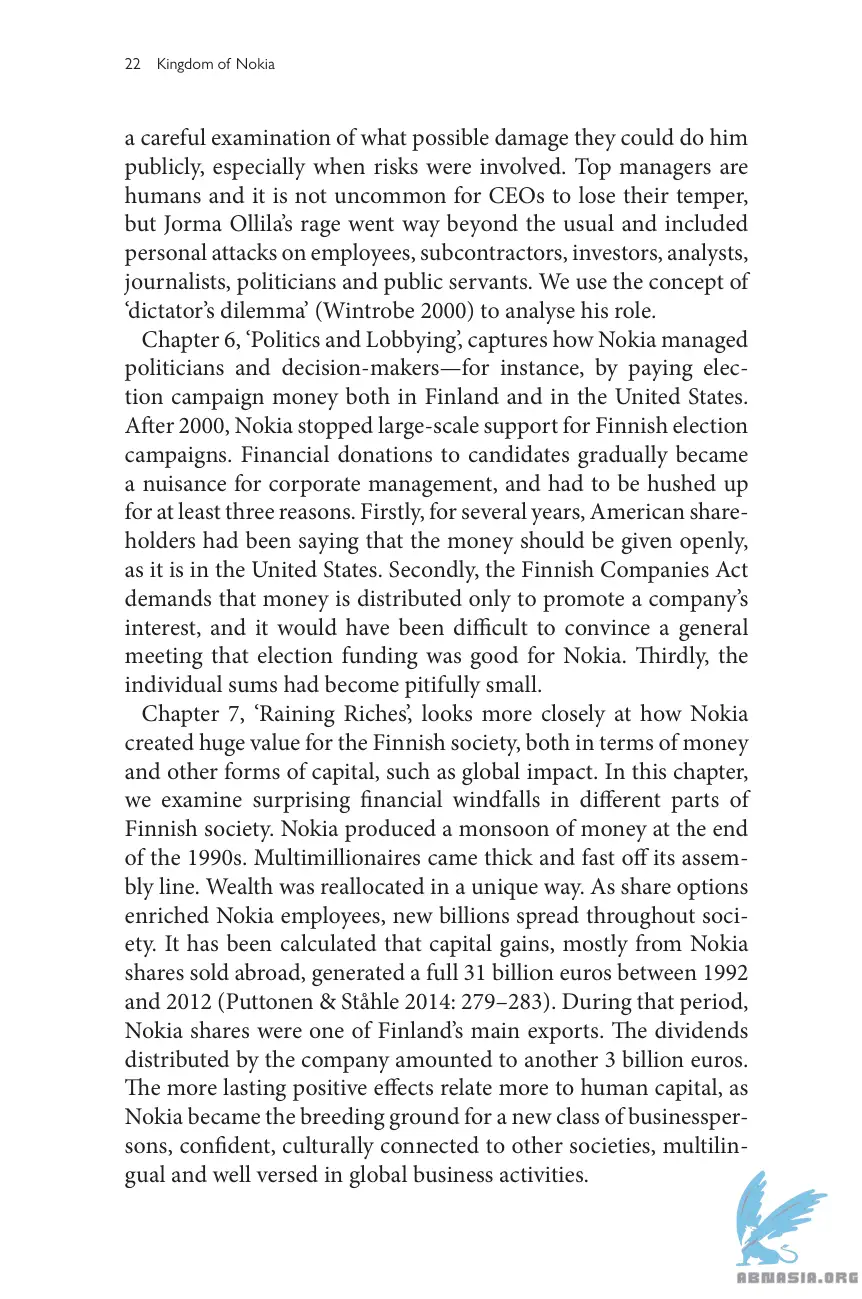 22 Kingdom of Nokia
a careful examination of what possible damage they could do him
publicly, especially when risks were involved. Top managers are
humans and it is not uncommon for CEOs to lose their temper,
but Jorma Ollila’s rage went way beyond the usual and included
personal attacks on employees, subcontractors, investors, analysts,
journalists, politicians and public servants. We use the concept of
‘dictator’s dilemma’ (Wintrobe 2000) to analyse his role.
Chapter 6, ‘Politics and Lobbying’, captures how Nokia managed
politicians and decision-makers—for instance, by paying elec-
tion campaign money both in Finland and in the United States.
After 2000, Nokia stopped large-scale support for Finnish election
campaigns. Financial donations to candidates gradually became
a nuisance for corporate management, and had to be hushed up
for at least three reasons. Firstly, for several years, American share-
holders had been saying that the money should be given openly,
as it is in the United States. Secondly, the Finnish Companies Act
demands that money is distributed only to promote a company’s
interest, and it would have been difficult to convince a general
meeting that election funding was good for Nokia. Thirdly, the
individual sums had become pitifully small.
Chapter 7, ‘Raining Riches’, looks more closely at how Nokia
created huge value for the Finnish society, both in terms of money
and other forms of capital, such as global impact. In this chapter,
we examine surprising financial windfalls in different parts of
Finnish society. Nokia produced a monsoon of money at the end
of the 1990s. Multimillionaires came thick and fast off its assem-
bly line. Wealth was reallocated in a unique way. As share options
enriched Nokia employees, new billions spread throughout soci-
ety. It has been calculated that capital gains, mostly from Nokia
shares sold abroad, generated a full 31 billion euros between 1992
and 2012 (Puttonen & Ståhle 2014: 279–283). During that period,
Nokia shares were one of Finland’s main exports. The dividends
distributed by the company amounted to another 3 billion euros.
The more lasting positive effects relate more to human capital, as
Nokia became the breeding ground for a new class of businessper-
sons, confident, culturally connected to other societies, multilin-
gual and well versed in global business activities.
ABNASIA.ORG